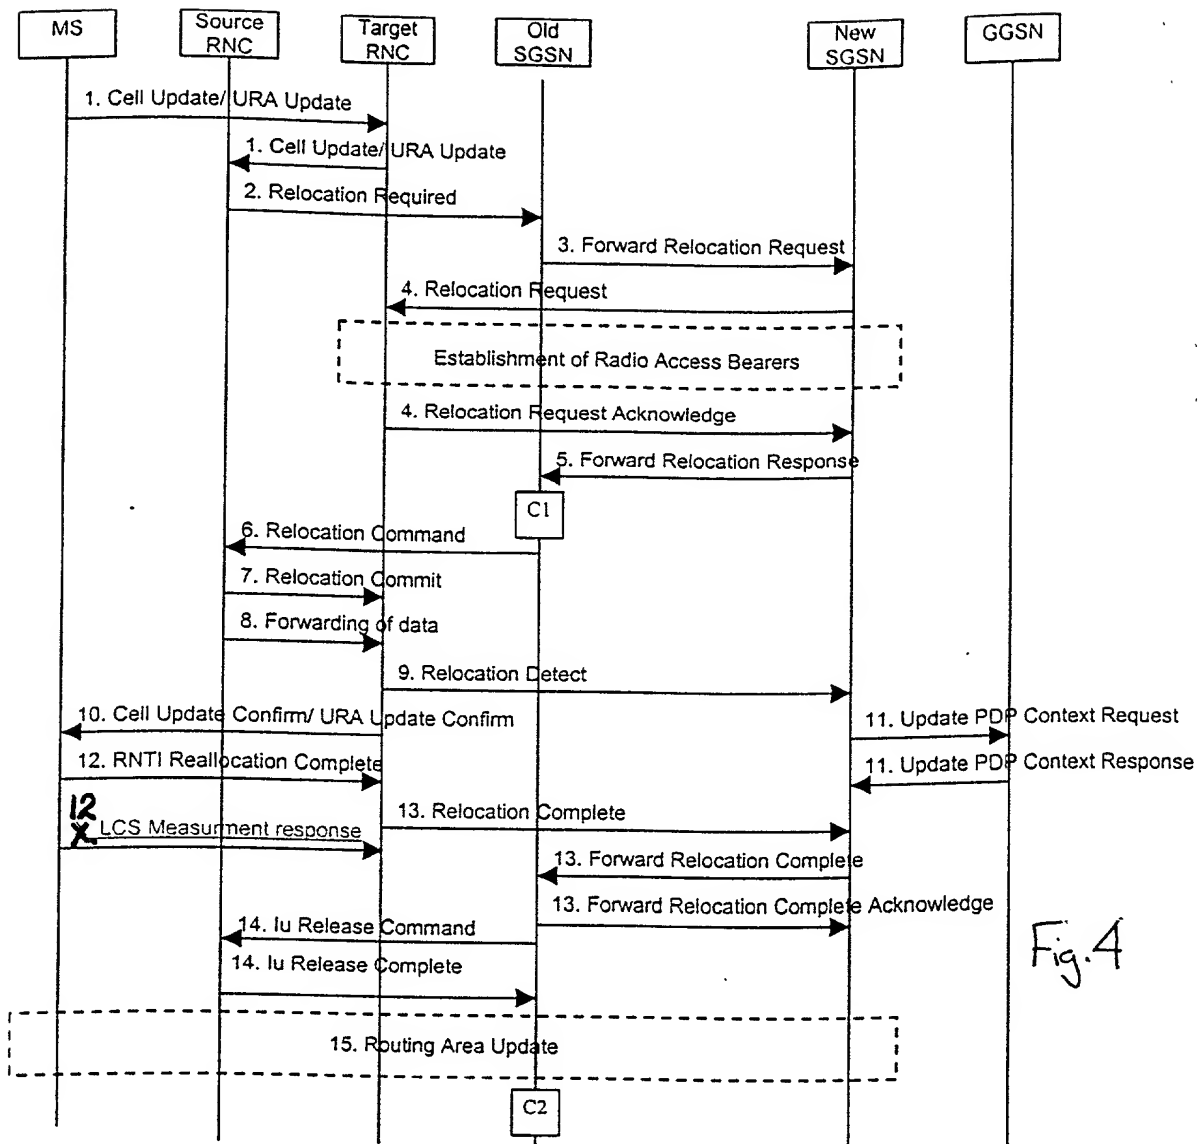 MS
Source
RNC
Target
RNC
Old
SGSN
New
SGSN
GGSN
1. Cell Update/ URA Update
1. Cell Update/ URA Update
2. Relocation Required
3. Forward Relocation Request
4. Relocation Request
Establishment of Radio Access Bearers
4. Relocation Request Acknowledge
5. Forward Relocation Response
C1
6. Relocation Command
7. Relocation Commit
8. Forwarding of data
9. Relocation Detect
10. Cell Update Confirm/ URA Update Confirm
11. Update PDP Context Request
12. RNTI Reallocation Complete
11. Update PDP Context Response
12
X. LCS Measurment response
13. Relocation Complete
13. Forward Relocation Complete
13. Forward Relocation Complete Acknowledge
14. Iu Release Command
14. Iu Release Complete
Fig.4
15. Routing Area Update
C2